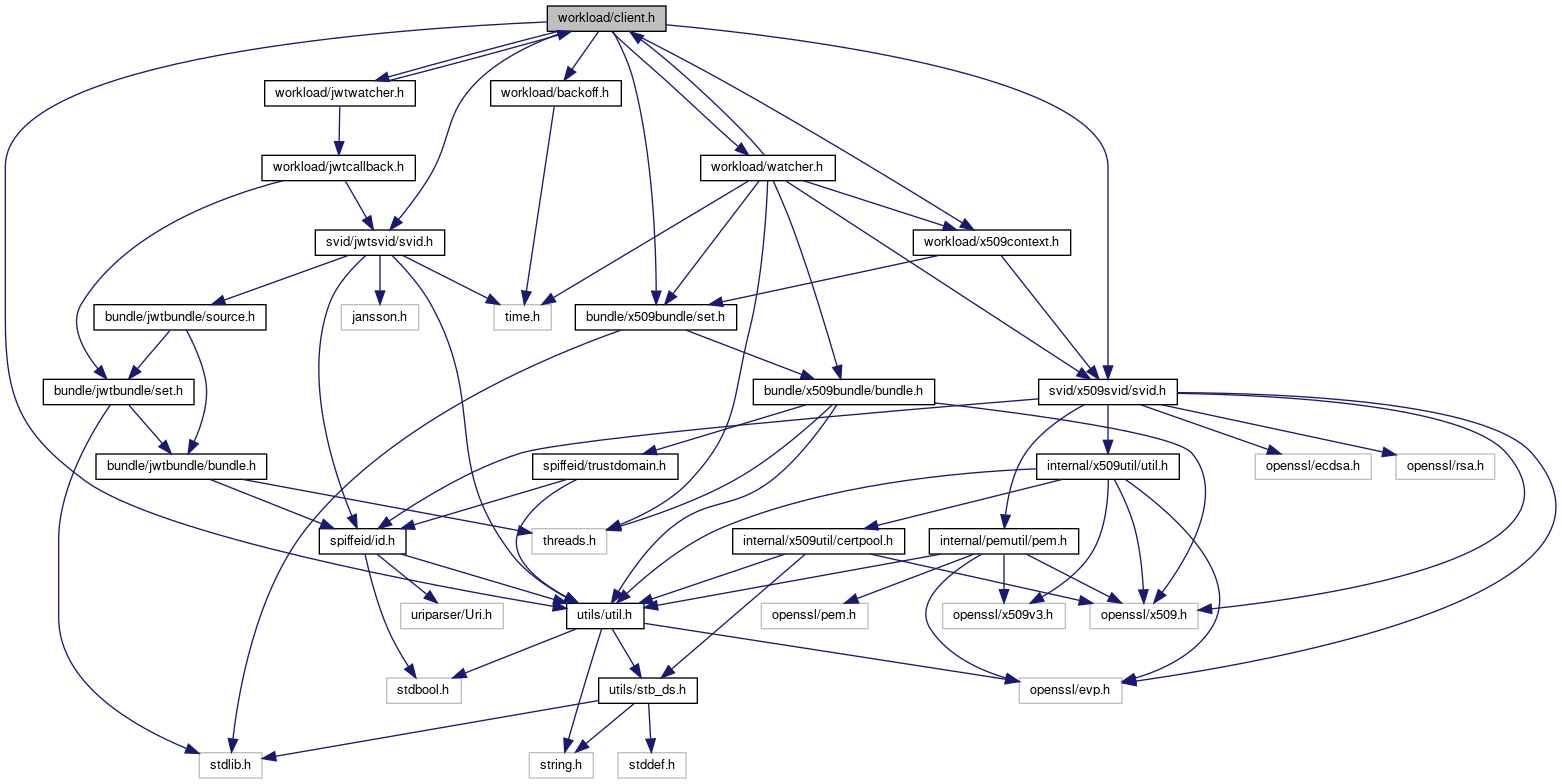 workload/client.h
workload/jwtwatcher.h
workload/backoff.h
workload/jwtcallback.h
workload/watcher.h
svid/jwtsvid/svid.h
workload/x509context.h
bundle/jwtbundle/source.h
jansson.h
time.h
bundle/x509bundle/set.h
bundle/jwtbundle/set.h
bundle/x509bundle/bundle.h
svid/x509svid/svid.h
bundle/jwtbundle/bundle.h
spiffeid/trustdomain.h
internal/x509util/util.h
openssl/ecdsa.h
openssl/rsa.h
spiffeid/id.h
threads.h
internal/x509util/certpool.h
internal/pemutil/pem.h
uriparser/Uri.h
utils/util.h
openssl/pem.h
openssl/x509v3.h
openssl/x509.h
stdbool.h
utils/stb_ds.h
openssl/evp.h
stdlib.h
string.h
stddef.h